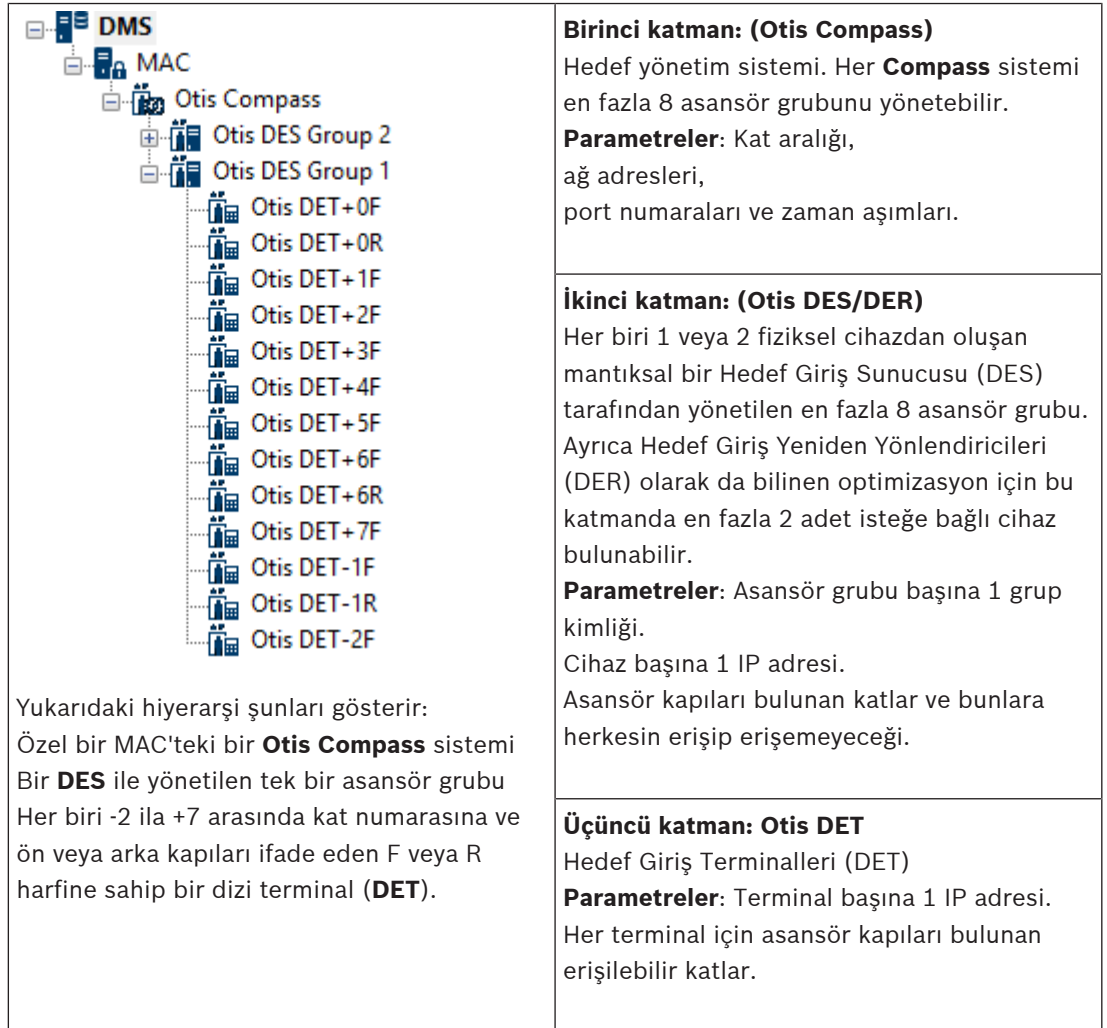 DMS
MAC
Otis Compass
Otis DES Group 2
Otis DES Group 1
Otis DET+0F
Otis DET+0R
Otis DET+1F
Otis DET+2F
Otis DET+3F
Otis DET+4F
Otis DET+5F
Otis DET+6F
Otis DET+6R
Otis DET+7F
Otis DET-1F
Otis DET-1R
Otis DET-2F
Yukarıdaki hiyerarşi şunları gösterir:
Özel bir MAC'teki bir Otis Compass sistemi
Bir DES ile yönetilen tek bir asansör grubu
Her biri -2 ila +7 arasında kat numarasına ve
ön veya arka kapıları ifade eden F veya R
harfine sahip bir dizi terminal (DET).
Birinci katman: (Otis Compass)
Hedef yönetim sistemi. Her Compass sistemi
en fazla 8 asansör grubunu yönetebilir.
Parametreler: Kat aralığı,
ağ adresleri,
port numaraları ve zaman aşımları.
İkinci katman: (Otis DES/DER)
Her biri 1 veya 2 fiziksel cihazdan oluşan
mantıksal bir Hedef Giriş Sunucusu (DES)
tarafından yönetilen en fazla 8 asansör grubu.
Ayrıca Hedef Giriş Yeniden Yönlendiricileri
(DER) olarak da bilinen optimizasyon için bu
katmanda en fazla 2 adet isteğe bağlı cihaz
bulunabilir.
Parametreler: Asansör grubu başına 1 grup
kimliği.
Cihaz başına 1 IP adresi.
Asansör kapıları bulunan katlar ve bunlara
herkesin erişip erişemeyeceği.
Üçüncü katman: Otis DET
Hedef Giriş Terminalleri (DET)
Parametreler: Terminal başına 1 IP adresi.
Her terminal için asansör kapıları bulunan
erişilebilir katlar.